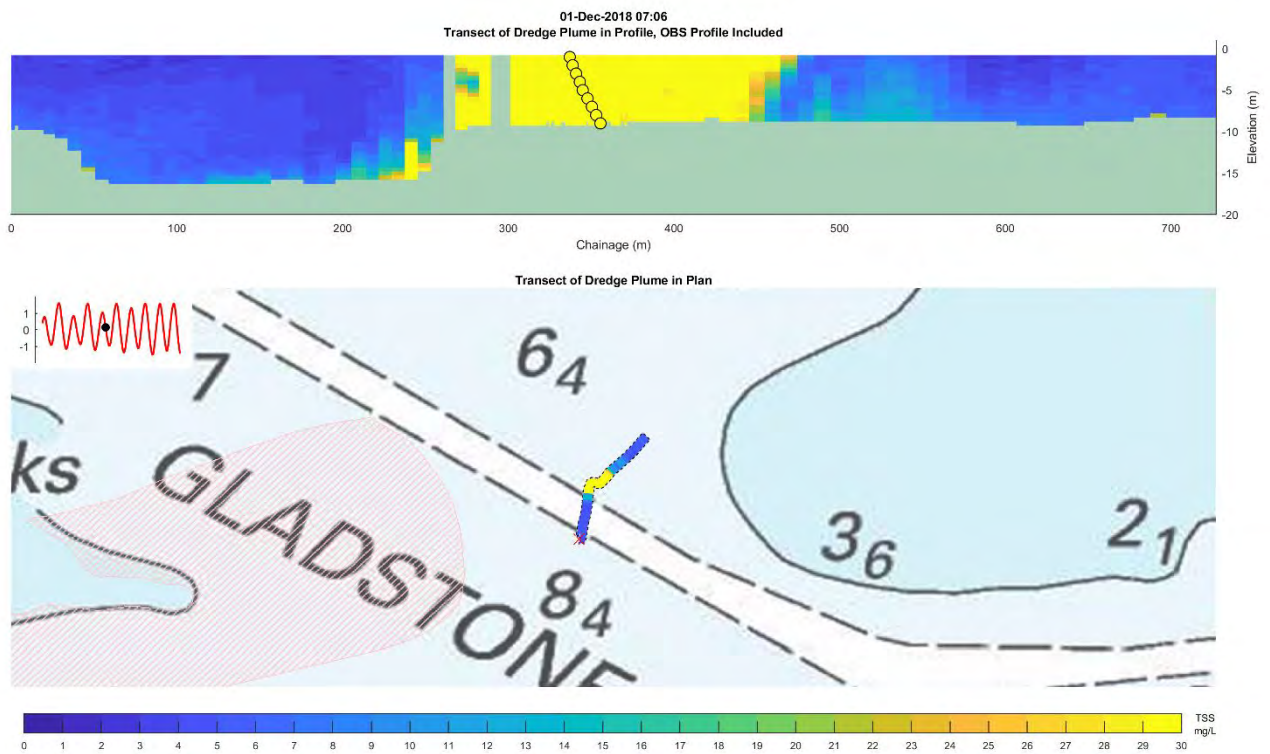 01-Dec-2018 07:06
Transect of Dredge Plume in Profile, OBS Profile Included
0
-5
-10
-15
-20
Elevation (m)
0 100 200 300 400 500 600 700
Chainage (m)
Transect of Dredge Plume in Plan
1
0
-1
7
64
ks
GLADSTONE
36
21
84
TSS
mg/L
0 1 2 3 4 5 6 7 8 9 10 11 12 13 14 15 16 17 18 19 20 21 22 23 24 25 26 27 28 29 30